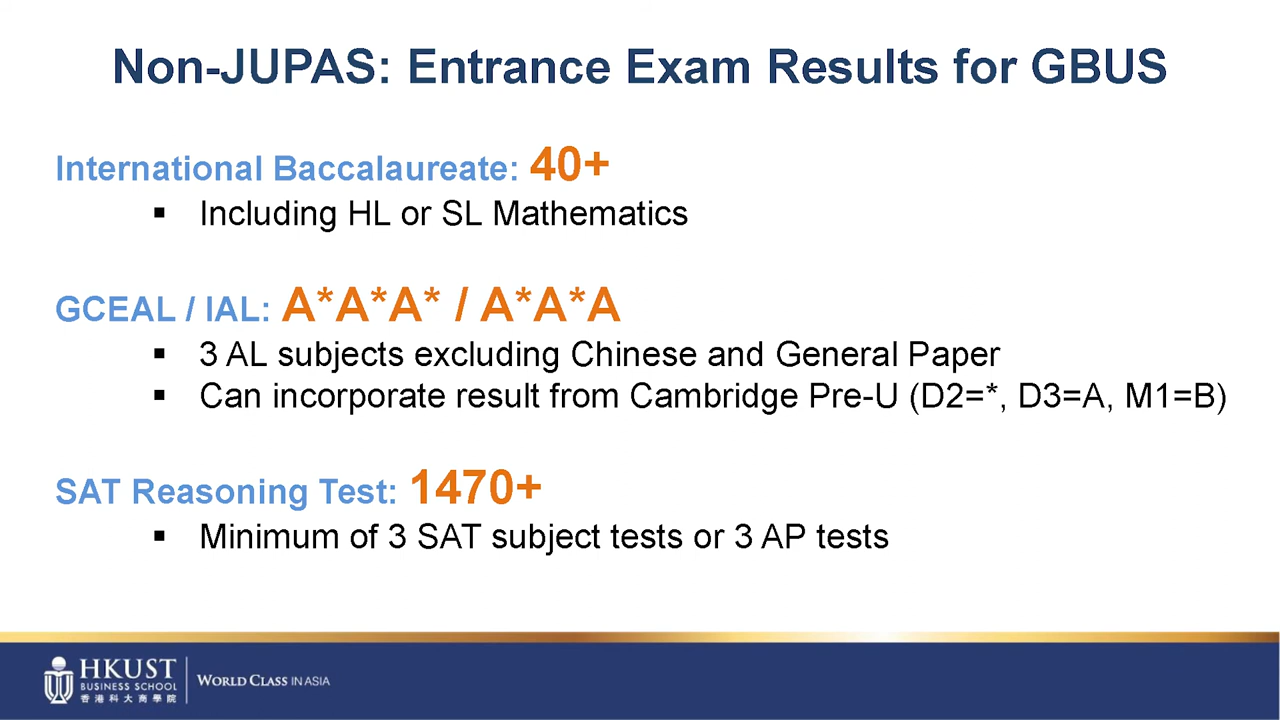 Non-JUPAS: Entrance Exam Results for GBUS
International Baccalaureate: 40+
▪ Including HL or SL Mathematics
GCEAL / IAL: A*A*A* / A*A*A
▪ 3 AL subjects excluding Chinese and General Paper
▪ Can incorporate result from Cambridge Pre-U (D2=*, D3=A, M1=B)
SAT Reasoning Test: 1470+
▪ Minimum of 3 SAT subject tests or 3 AP tests
HKUST
BUSINESS SCHOOL
香港科大商學院
WORLD CLASS IN ASIA